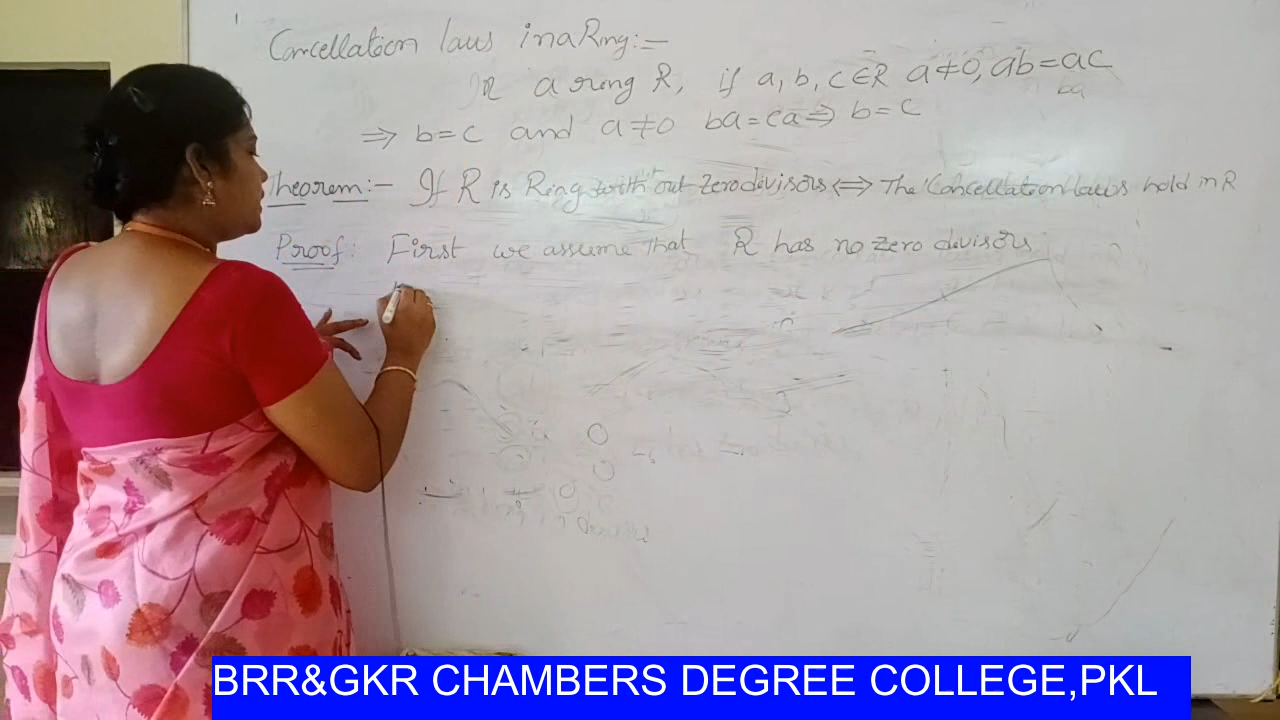 Cancellation laws in a Ring:-
In a ring R, if a, b, c ∈ R a ≠ 0, ab = ac
ba
⇒ b = c and a ≠ 0 ba = ca ⇒ b = c
Theorem:- If R is Ring without zero divisors ⇔ The Cancellation laws hold in R
Proof: First we assume that R has no zero divisors
BRR&GKR CHAMBERS DEGREE COLLEGE,PKL